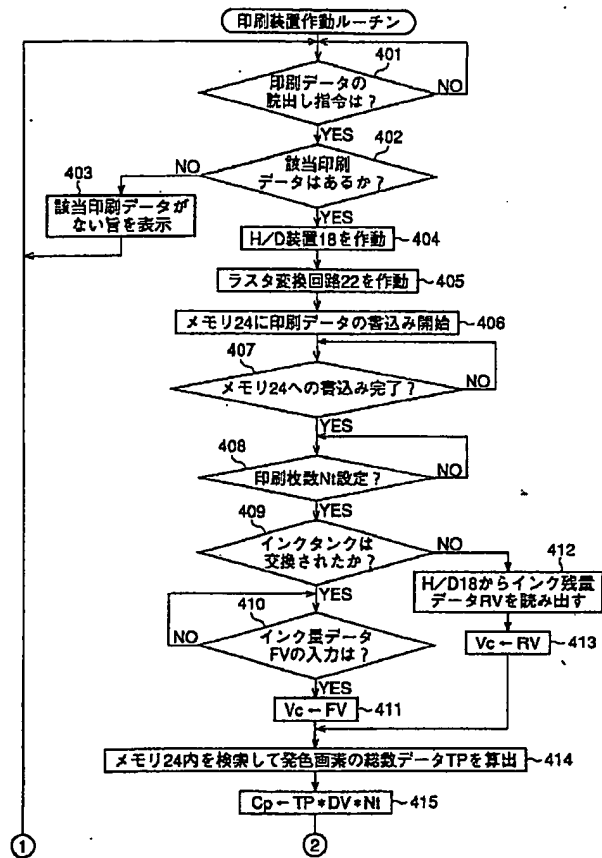 印刷装置作動ルーチン
401
印刷データの
読出し指令は?
NO
YES
402
該当印刷
データはあるか?
NO
403
該当印刷データが
ない旨を表示
YES
H/D装置18を作動
404
ラスタ変換回路22を作動
405
メモリ24に印刷データの書込み開始
406
407
メモリ24への書込み完了?
NO
YES
408
印刷枚数Nt設定?
NO
YES
409
インクタンクは
交換されたか?
NO
412
H/D18からインク残量
データRVを読み出す
YES
410
インク量データ
FVの入力は?
NO
Vc←RV
413
YES
Vc←FV
411
メモリ24内を検索して発色画素の総数データTPを算出
414
Cp←TP*DV*Nt
415
①
②